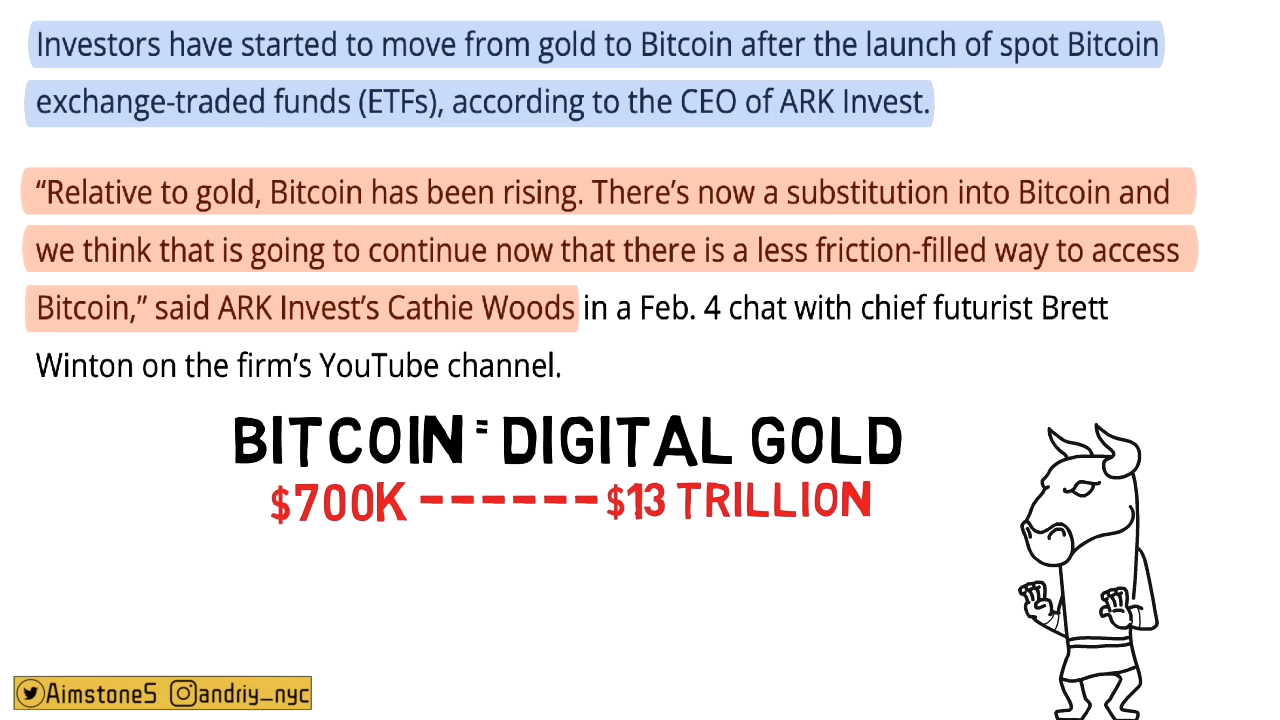 Investors have started to move from gold to Bitcoin after the launch of spot Bitcoin
exchange-traded funds (ETFs), according to the CEO of ARK Invest.
“Relative to gold, Bitcoin has been rising. There’s now a substitution into Bitcoin and
we think that is going to continue now that there is a less friction-filled way to access
Bitcoin,” said ARK Invest’s Cathie Woods in a Feb. 4 chat with chief futurist Brett
Winton on the firm’s YouTube channel.
BITCOIN = DIGITAL GOLD
$700K ------ $13 TRILLION
AimstoneS andriy_nyc